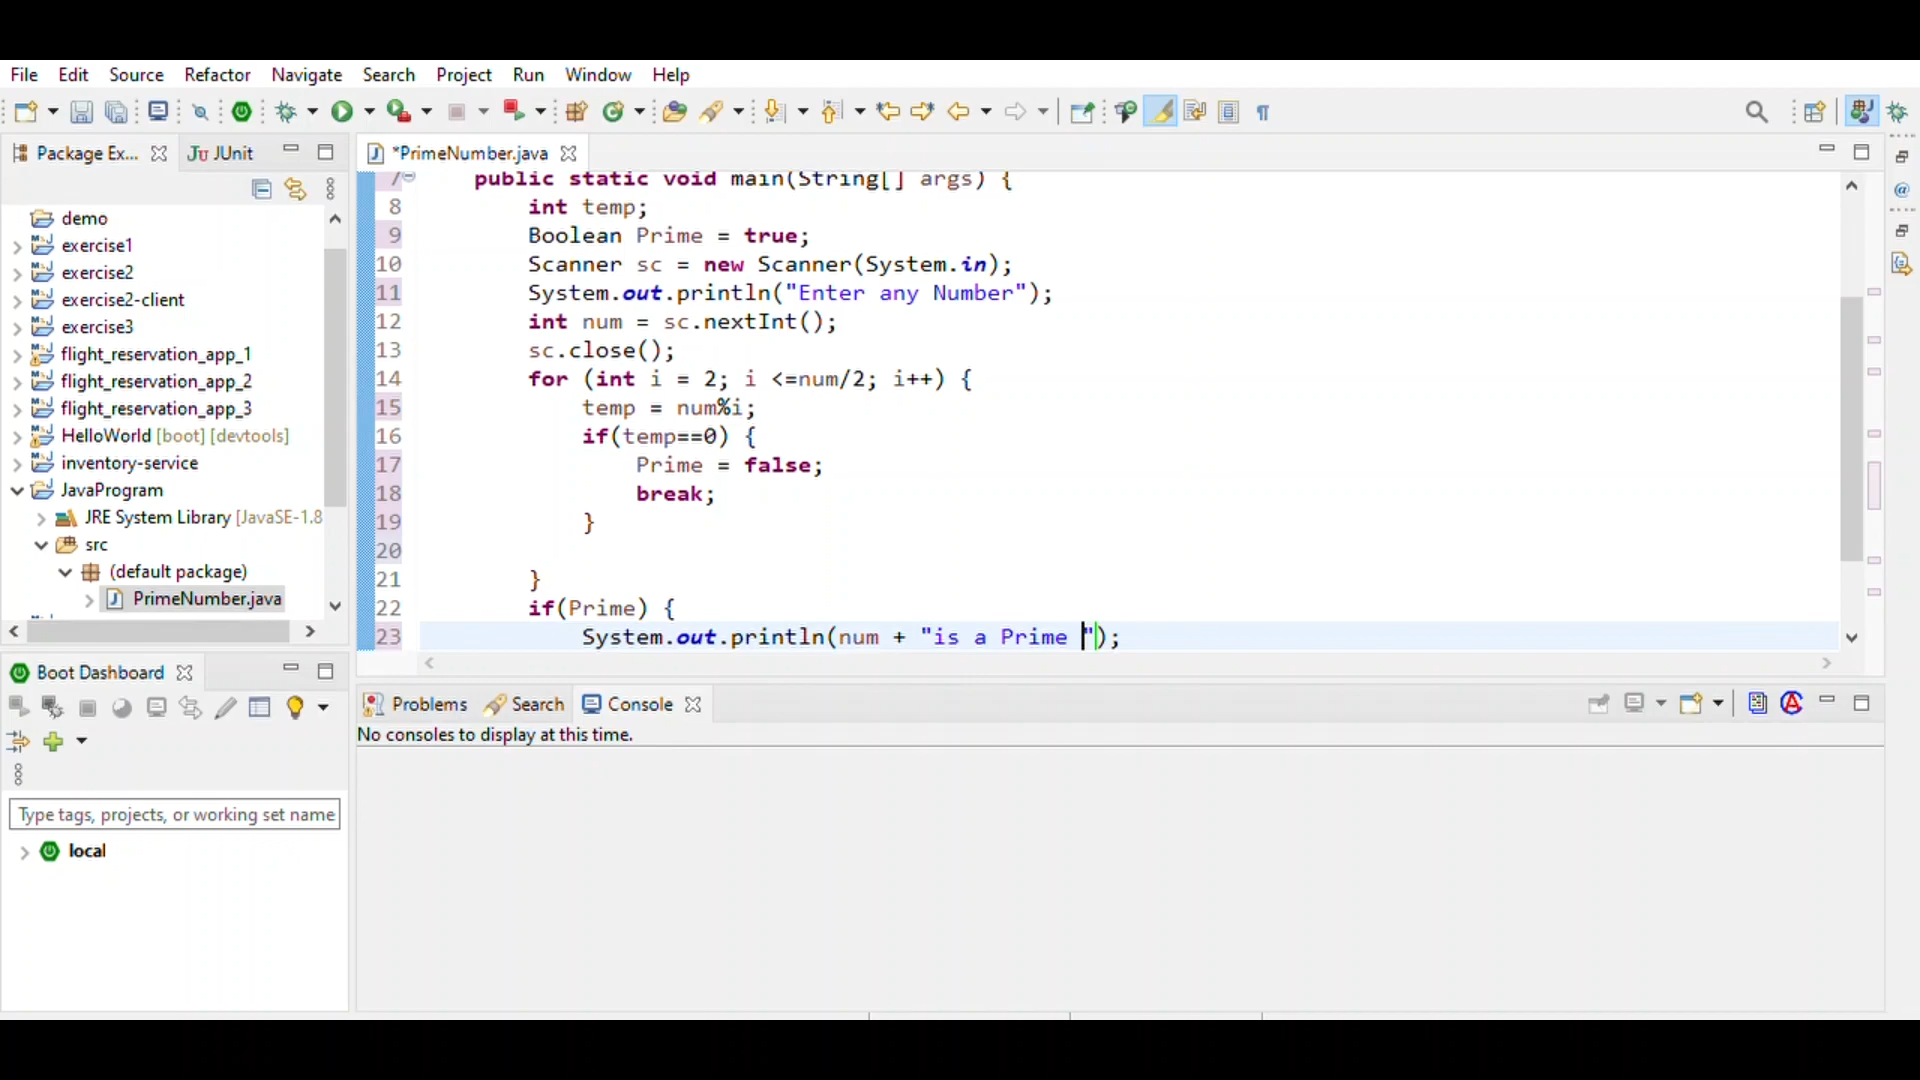 File Edit Source Refactor Navigate Search Project Run Window Help
Package Ex... JUnit
demo
exercise1
exercise2
exercise2-client
exercise3
flight_reservation_app_1
flight_reservation_app_2
flight_reservation_app_3
HelloWorld [boot] [devtools]
inventory-service
JavaProgram
JRE System Library [JavaSE-1.8
src
(default package)
PrimeNumber.java
Boot Dashboard
Type tags, projects, or working set name
local
*PrimeNumber.java
7 public static void main(String[] args) {
8 int temp;
9 Boolean Prime = true;
10 Scanner sc = new Scanner(System.in);
11 System.out.println("Enter any Number");
12 int num = sc.nextInt();
13 sc.close();
14 for (int i = 2; i <=num/2; i++) {
15 temp = num%i;
16 if(temp==0) {
17 Prime = false;
18 break;
19 }
20
21 }
22 if(Prime) {
23 System.out.println(num + "is a Prime ");
Problems Search Console
No consoles to display at this time.